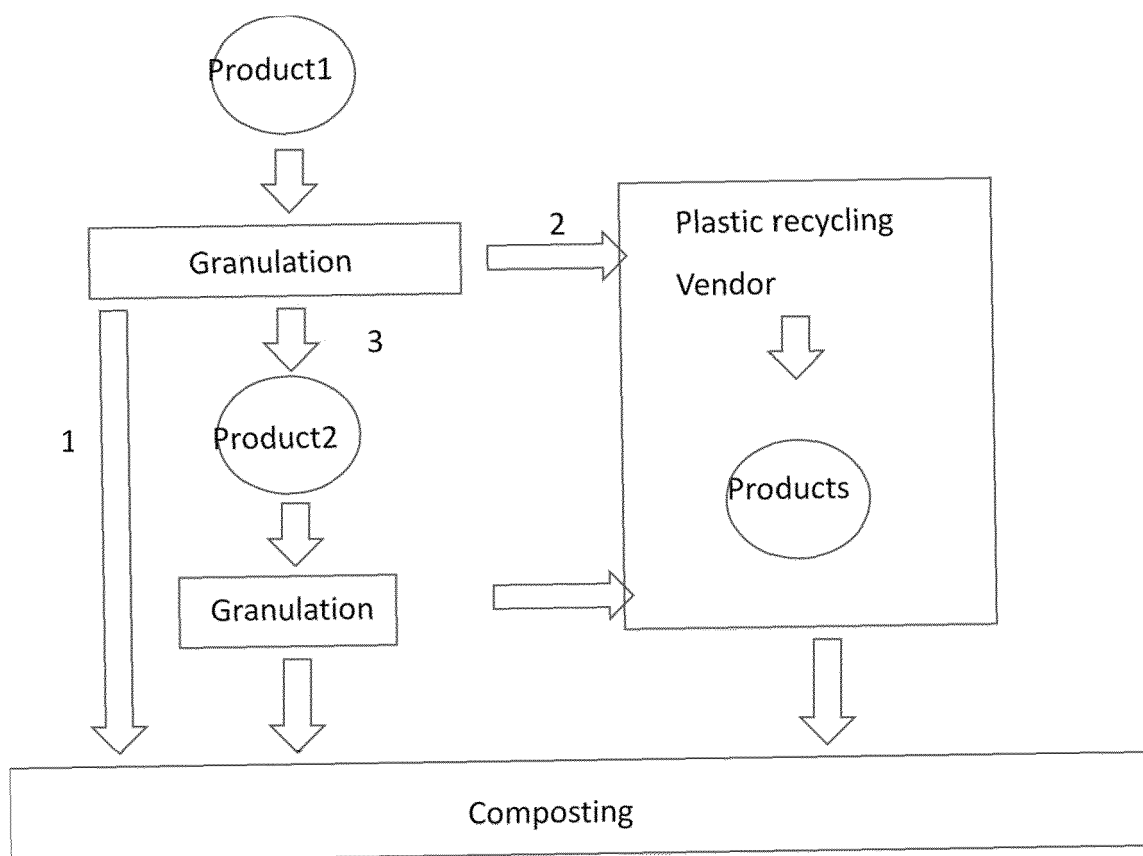 Product1
Granulation
2
Plastic recycling
Vendor
3
1
Product2
Products
Granulation
Composting